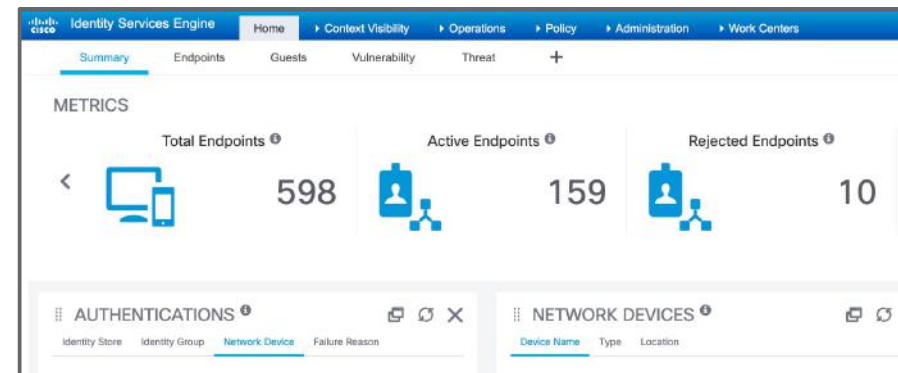 CISCO Identity Services Engine Home Context Visibility Operations Policy Administration Work Centers
Summary Endpoints Guests Vulnerability Threat +
METRICS
Total Endpoints Active Endpoints Rejected Endpoints
598 159 10
AUTHENTICATIONS NETWORK DEVICES
Identity Store Identity Group Network Device Failure Reason Device Name Type Location